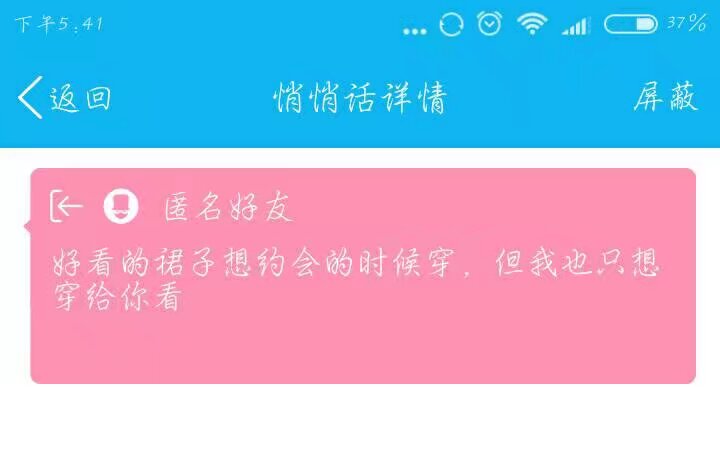 下午5:41
37%
返回
悄悄话详情
屏蔽
匿名好友
好看的裙子想约会的时候穿，但我也只想
穿给你看